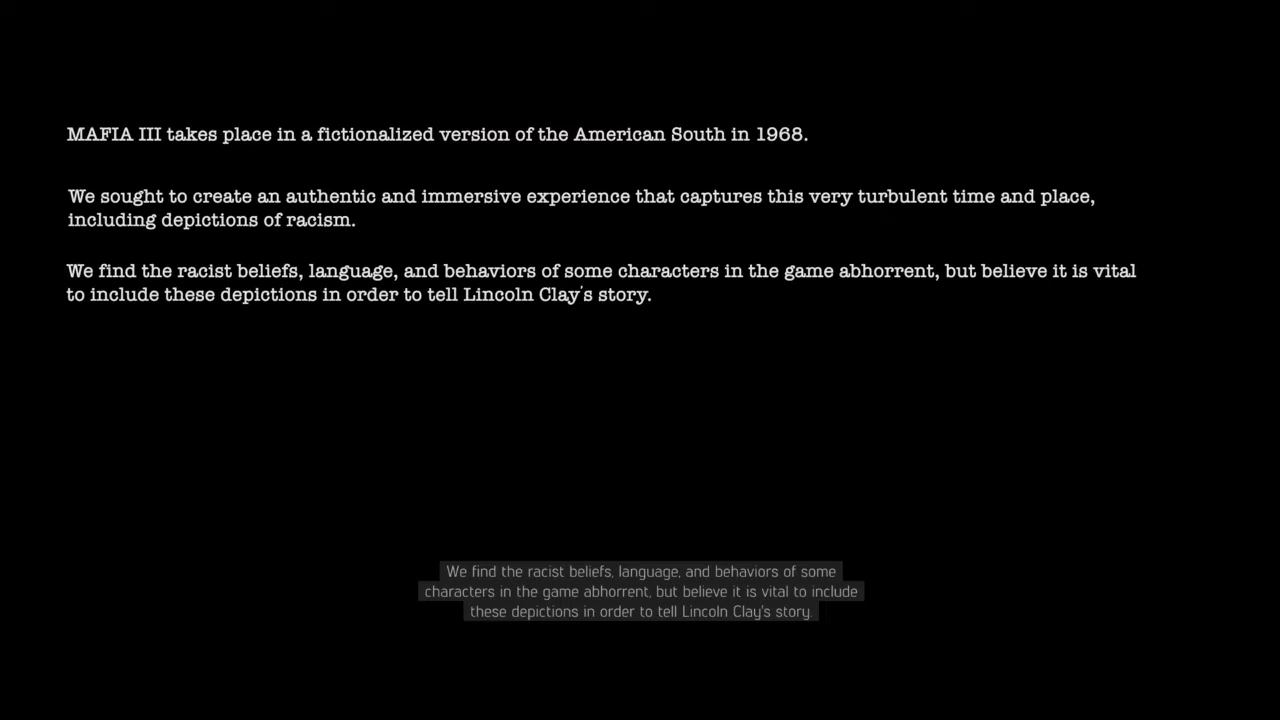 MAFIA III takes place in a fictionalized version of the American South in 1968.
We sought to create an authentic and immersive experience that captures this very turbulent time and place,
including depictions of racism.
We find the racist beliefs, language, and behaviors of some characters in the game abhorrent, but believe it is vital
to include these depictions in order to tell Lincoln Clay's story.
We find the racist beliefs, language, and behaviors of some
characters in the game abhorrent, but believe it is vital to include
these depictions in order to tell Lincoln Clay's story.